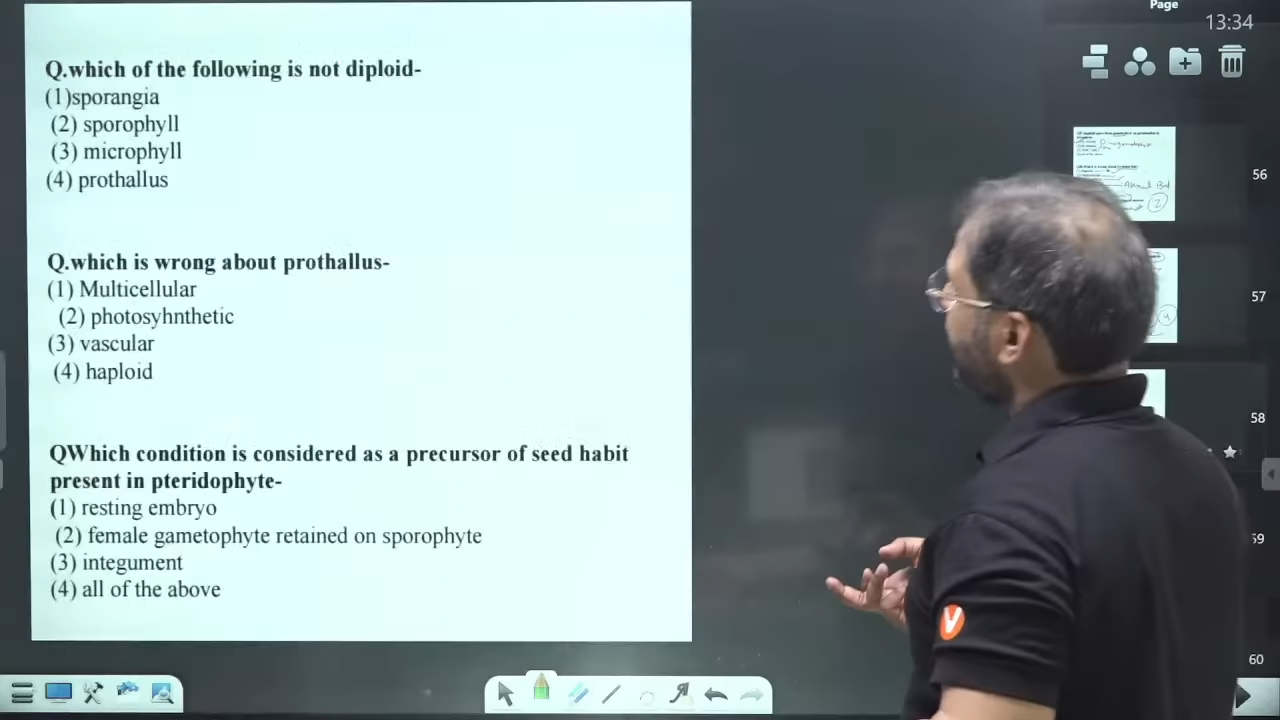 Page
13:34
Q.which of the following is not diploid-
(1)sporangia
(2) sporophyll
(3) microphyll
(4) prothallus
Q.which is wrong about prothallus-
(1) Multicellular
(2) photosyhnthetic
(3) vascular
(4) haploid
QWhich condition is considered as a precursor of seed habit
present in pteridophyte-
(1) resting embryo
(2) female gametophyte retained on sporophyte
(3) integument
(4) all of the above
56
57
58
59
60
V